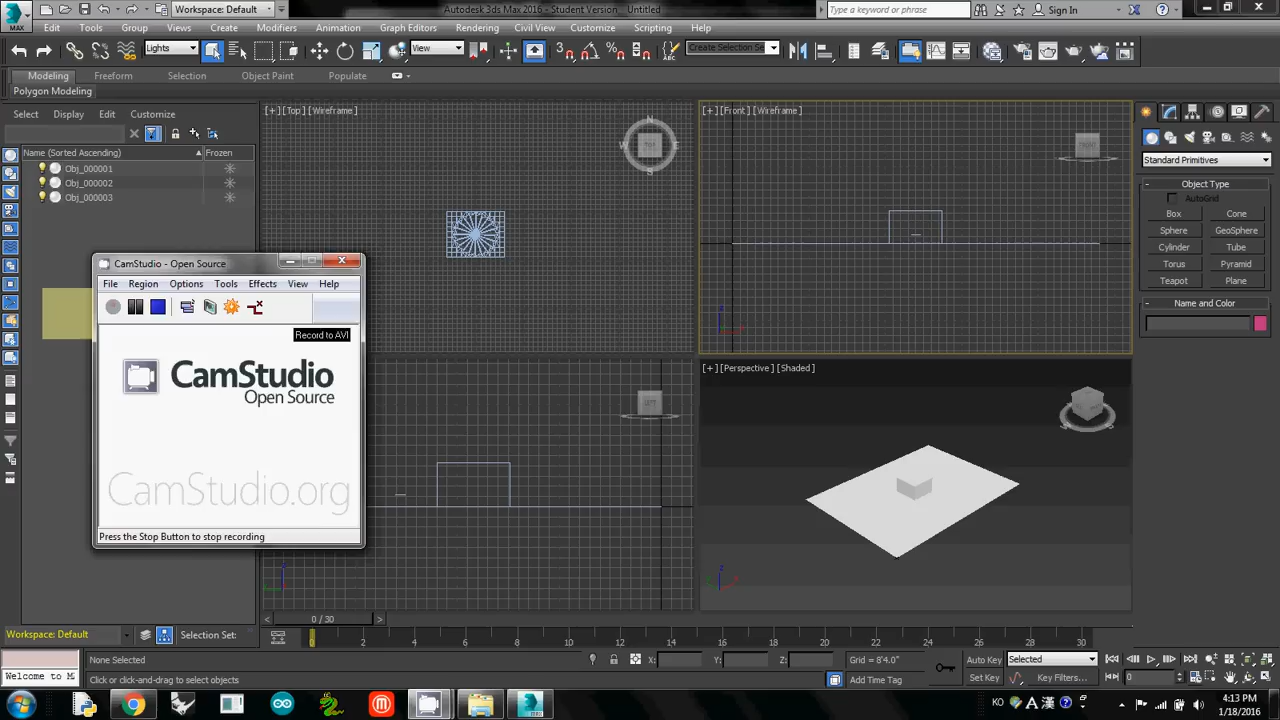 Workspace: Default
Autodesk 3ds Max 2016 - Student Version   Untitled
Type a keyword or phrase
Sign In
MAX
Edit Tools Group Views Create Modifiers Animation Graph Editors Rendering Civil View Customize Scripting Help
Lights
View
Create Selection Se
Modeling Freeform Selection Object Paint Populate
Polygon Modeling
Select Display Edit Customize
Name (Sorted Ascending) Frozen
Obj_000001
Obj_000002
Obj_000003
[+] [Top] [Wireframe]
N
W TOP E
S
[+] [Front] [Wireframe]
FRONT
Standard Primitives
- Object Type
AutoGrid
Box Cone
Sphere GeoSphere
Cylinder Tube
Torus Pyramid
Teapot Plane
- Name and Color
CamStudio - Open Source
File Region Options Tools Effects View Help
Record to AVI
CamStudio
Open Source
CamStudio.org
Press the Stop Button to stop recording
LEFT
[+] [Perspective] [Shaded]
0 / 30
Workspace: Default
Selection Set:
0 2 4 6 8 10 12 14 16 18 20 22 24 26 28 30
None Selected
X: Y: Z:
Grid = 8'4.0"
Auto Key
Selected
Welcome to M
Click or click-and-drag to select objects
Add Time Tag
Set Key
Key Filters...
0
KO
A
4:13 PM
1/18/2016